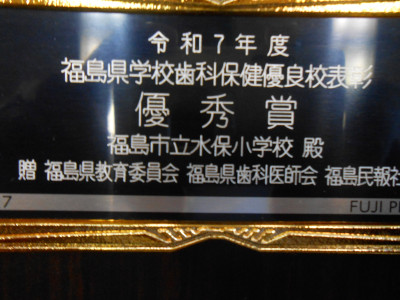 令和7年度
福島県学校歯科保健優良校表彰
優秀賞
福島市立水保小学校 殿
贈 福島県教育委員会 福島県歯科医師会 福島民報社
7 FUJI P